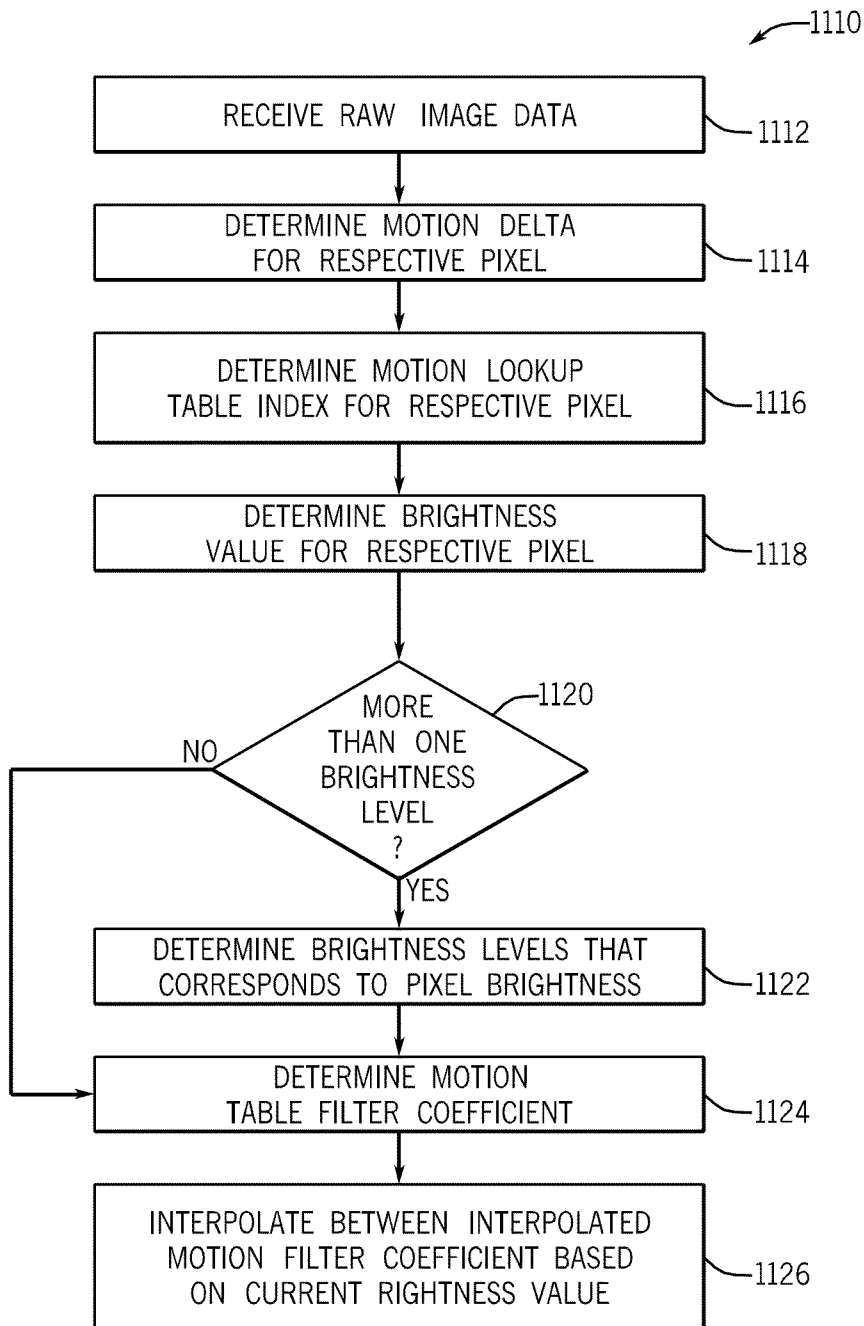 1110
RECEIVE RAW IMAGE DATA
1112
DETERMINE MOTION DELTA
FOR RESPECTIVE PIXEL
1114
DETERMINE MOTION LOOKUP
TABLE INDEX FOR RESPECTIVE PIXEL
1116
DETERMINE BRIGHTNESS
VALUE FOR RESPECTIVE PIXEL
1118
MORE
THAN ONE
BRIGHTNESS
LEVEL
?
1120
NO
YES
DETERMINE BRIGHTNESS LEVELS THAT
CORRESPONDS TO PIXEL BRIGHTNESS
1122
DETERMINE MOTION
TABLE FILTER COEFFICIENT
1124
INTERPOLATE BETWEEN INTERPOLATED
MOTION FILTER COEFFICIENT BASED
ON CURRENT RIGHTNESS VALUE
1126